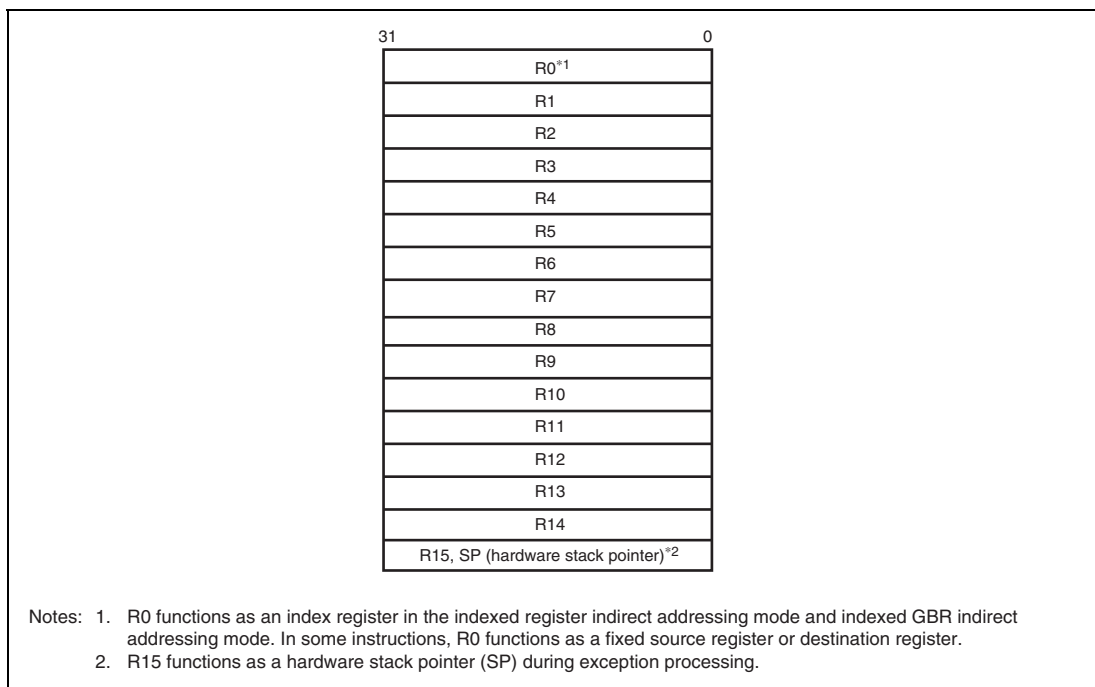 31 0
R0*1
R1
R2
R3
R4
R5
R6
R7
R8
R9
R10
R11
R12
R13
R14
R15, SP (hardware stack pointer)*2
Notes: 1. R0 functions as an index register in the indexed register indirect addressing mode and indexed GBR indirect
addressing mode. In some instructions, R0 functions as a fixed source register or destination register.
2. R15 functions as a hardware stack pointer (SP) during exception processing.